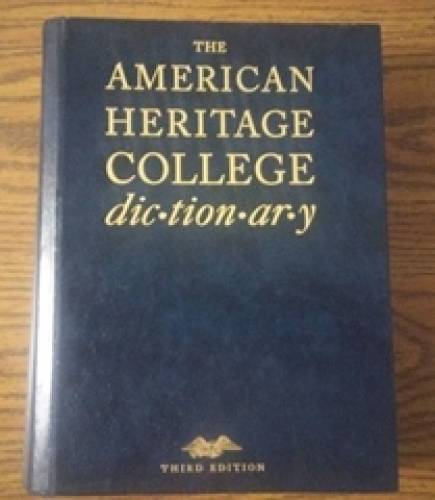 THE
AMERICAN
HERITAGE
COLLEGE
dic•tion•ar•y
THIRD EDITION